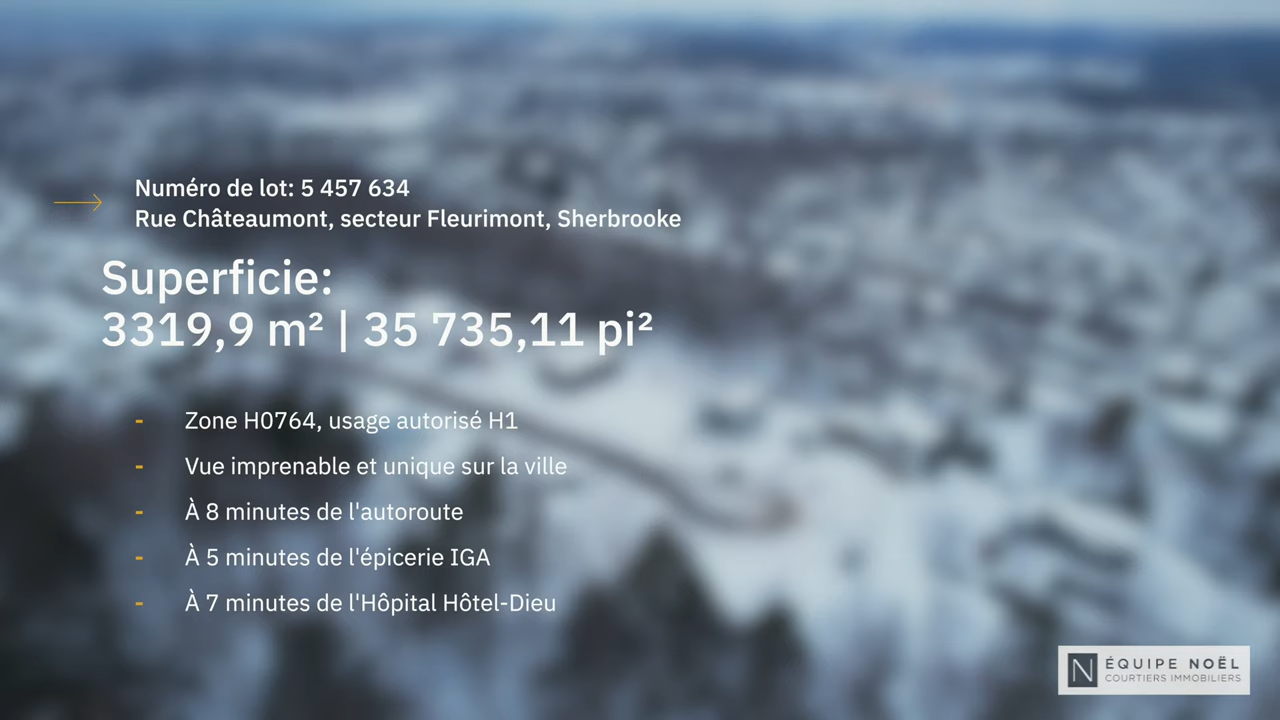 Numéro de lot: 5 457 634
Rue Châteaumont, secteur Fleurimont, Sherbrooke
Superficie:
3319,9 m² | 35 735,11 pi²
- Zone H0764, usage autorisé H1
- Vue imprenable et unique sur la ville
- À 8 minutes de l'autoroute
- À 5 minutes de l'épicerie IGA
- À 7 minutes de l'Hôpital Hôtel-Dieu
N ÉQUIPE NOËL
COURTIERS IMMOBILIERS